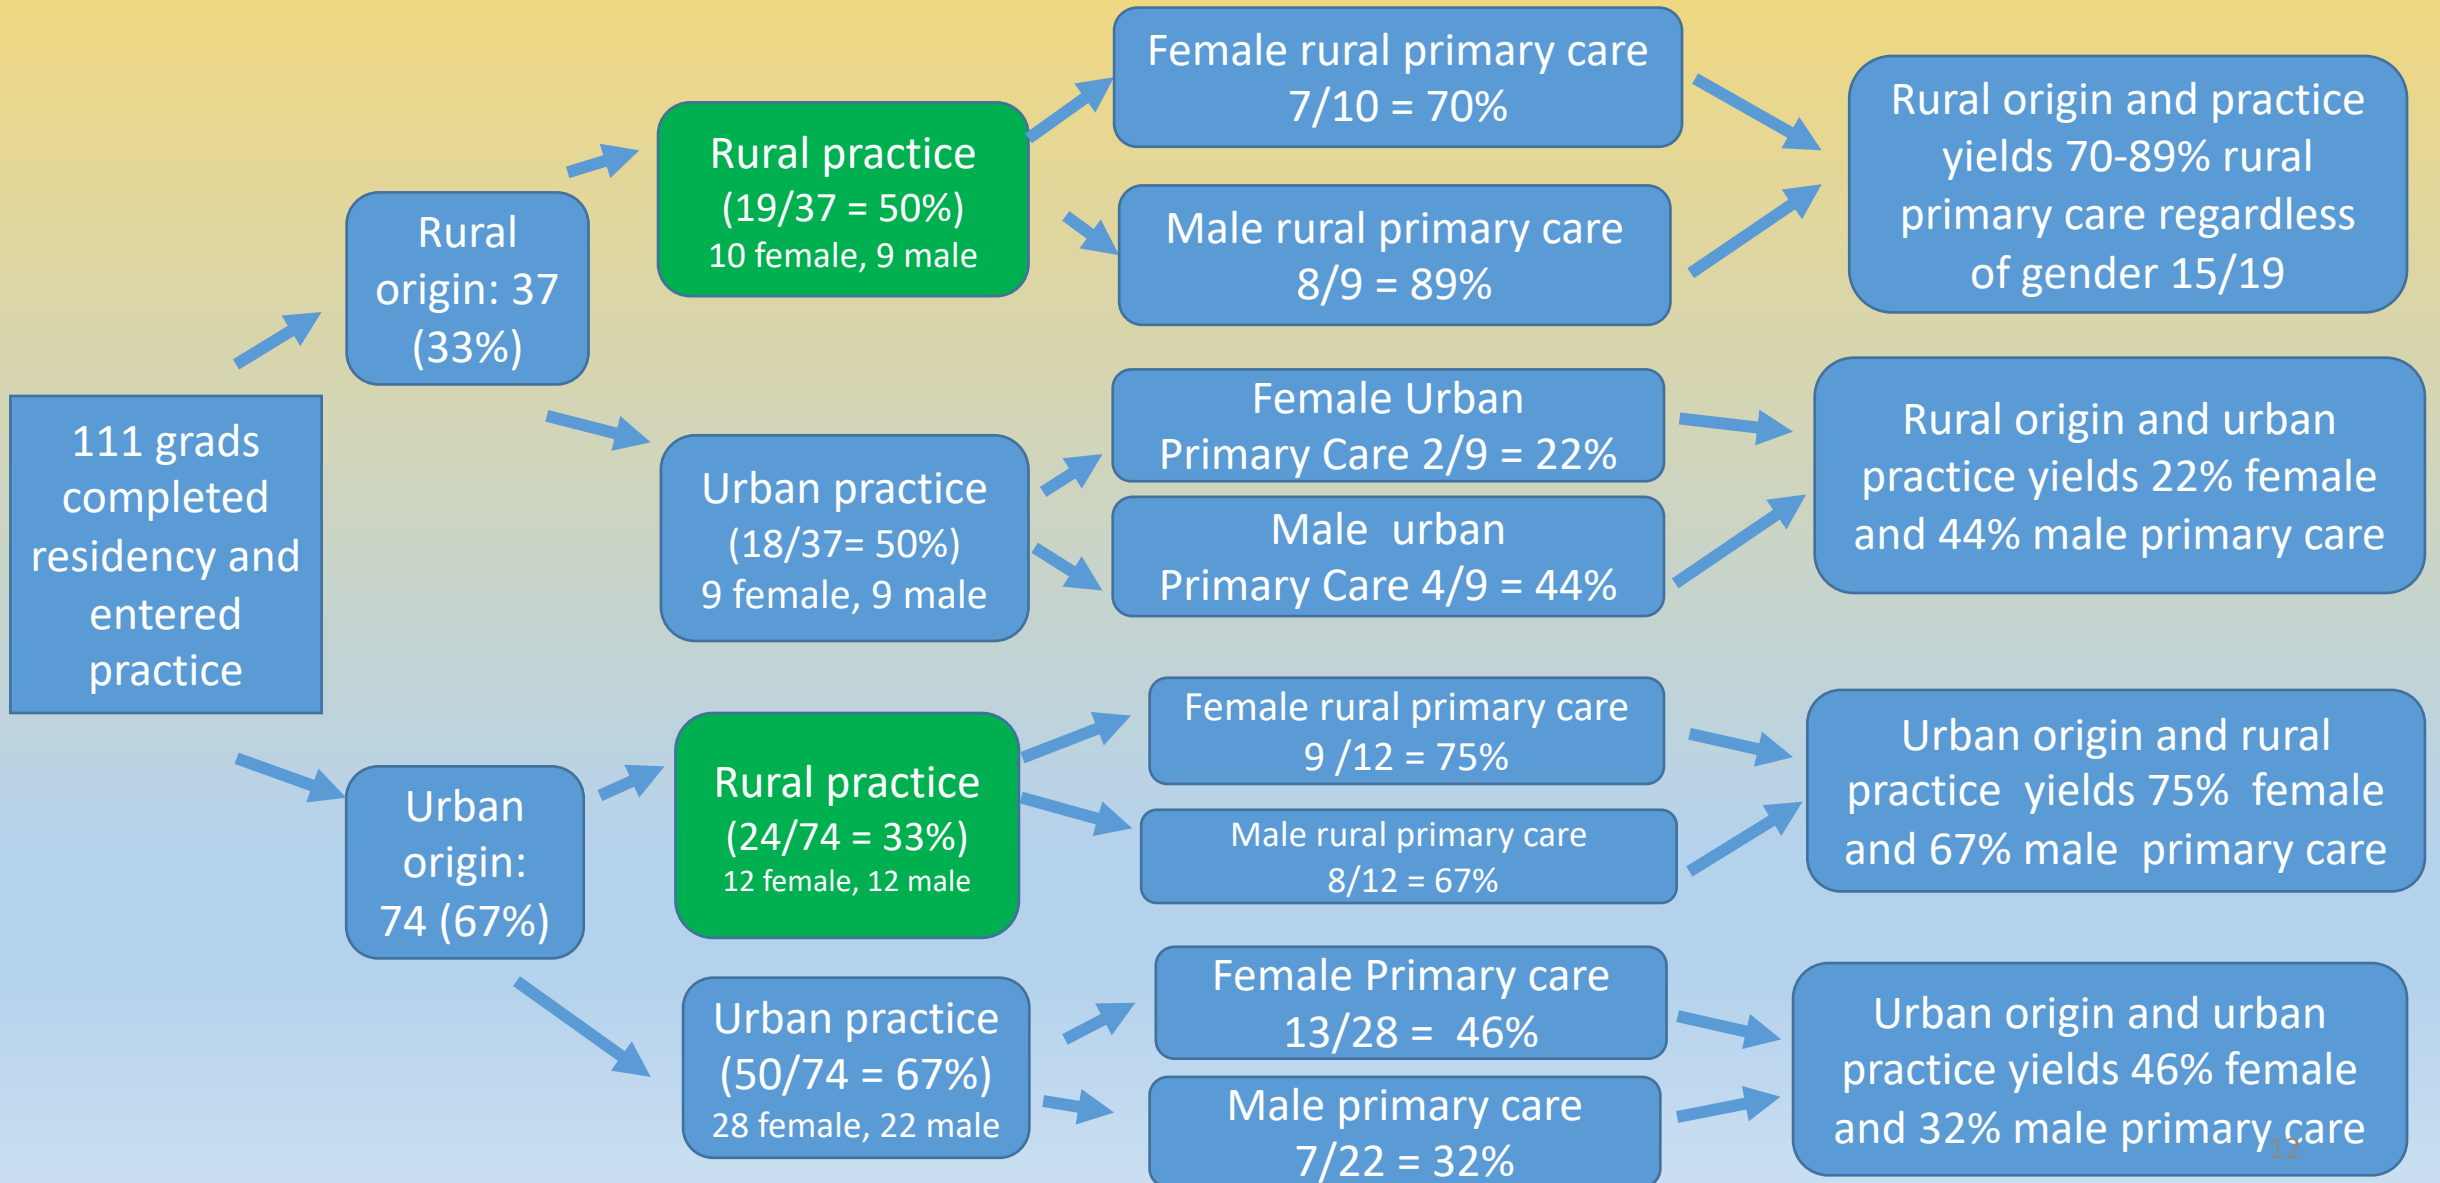 111 grads
completed
residency and
entered
practice
Rural
origin: 37
(33%)
Urban
origin:
74 (67%)
Rural practice
(19/37 = 50%)
10 female, 9 male
Urban practice
(18/37= 50%)
9 female, 9 male
Rural practice
(24/74 = 33%)
12 female, 12 male
Urban practice
(50/74 = 67%)
28 female, 22 male
Female rural primary care
7/10 = 70%
Male rural primary care
8/9 = 89%
Female Urban
Primary Care 2/9 = 22%
Male  urban
Primary Care 4/9 = 44%
Female rural primary care
9 /12 = 75%
Male rural primary care
8/12 = 67%
Female Primary care
13/28 =  46%
Male primary care
7/22 = 32%
Rural origin and practice
yields 70-89% rural
primary care regardless
of gender 15/19
Rural origin and urban
practice yields 22% female
and 44% male primary care
Urban origin and rural
practice  yields 75%  female
and 67% male  primary care
Urban origin and urban
practice yields 46% female
and 32% male primary care
12